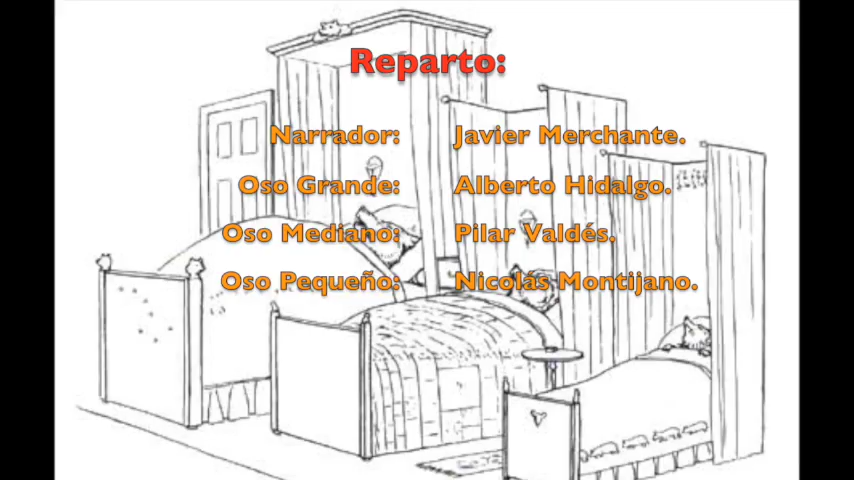 Reparto:
Narrador: Javier Merchante.
Oso Grande: Alberto Hidalgo.
Oso Mediano: Pilar Valdés.
Oso Pequeño: Nicolás Montijano.